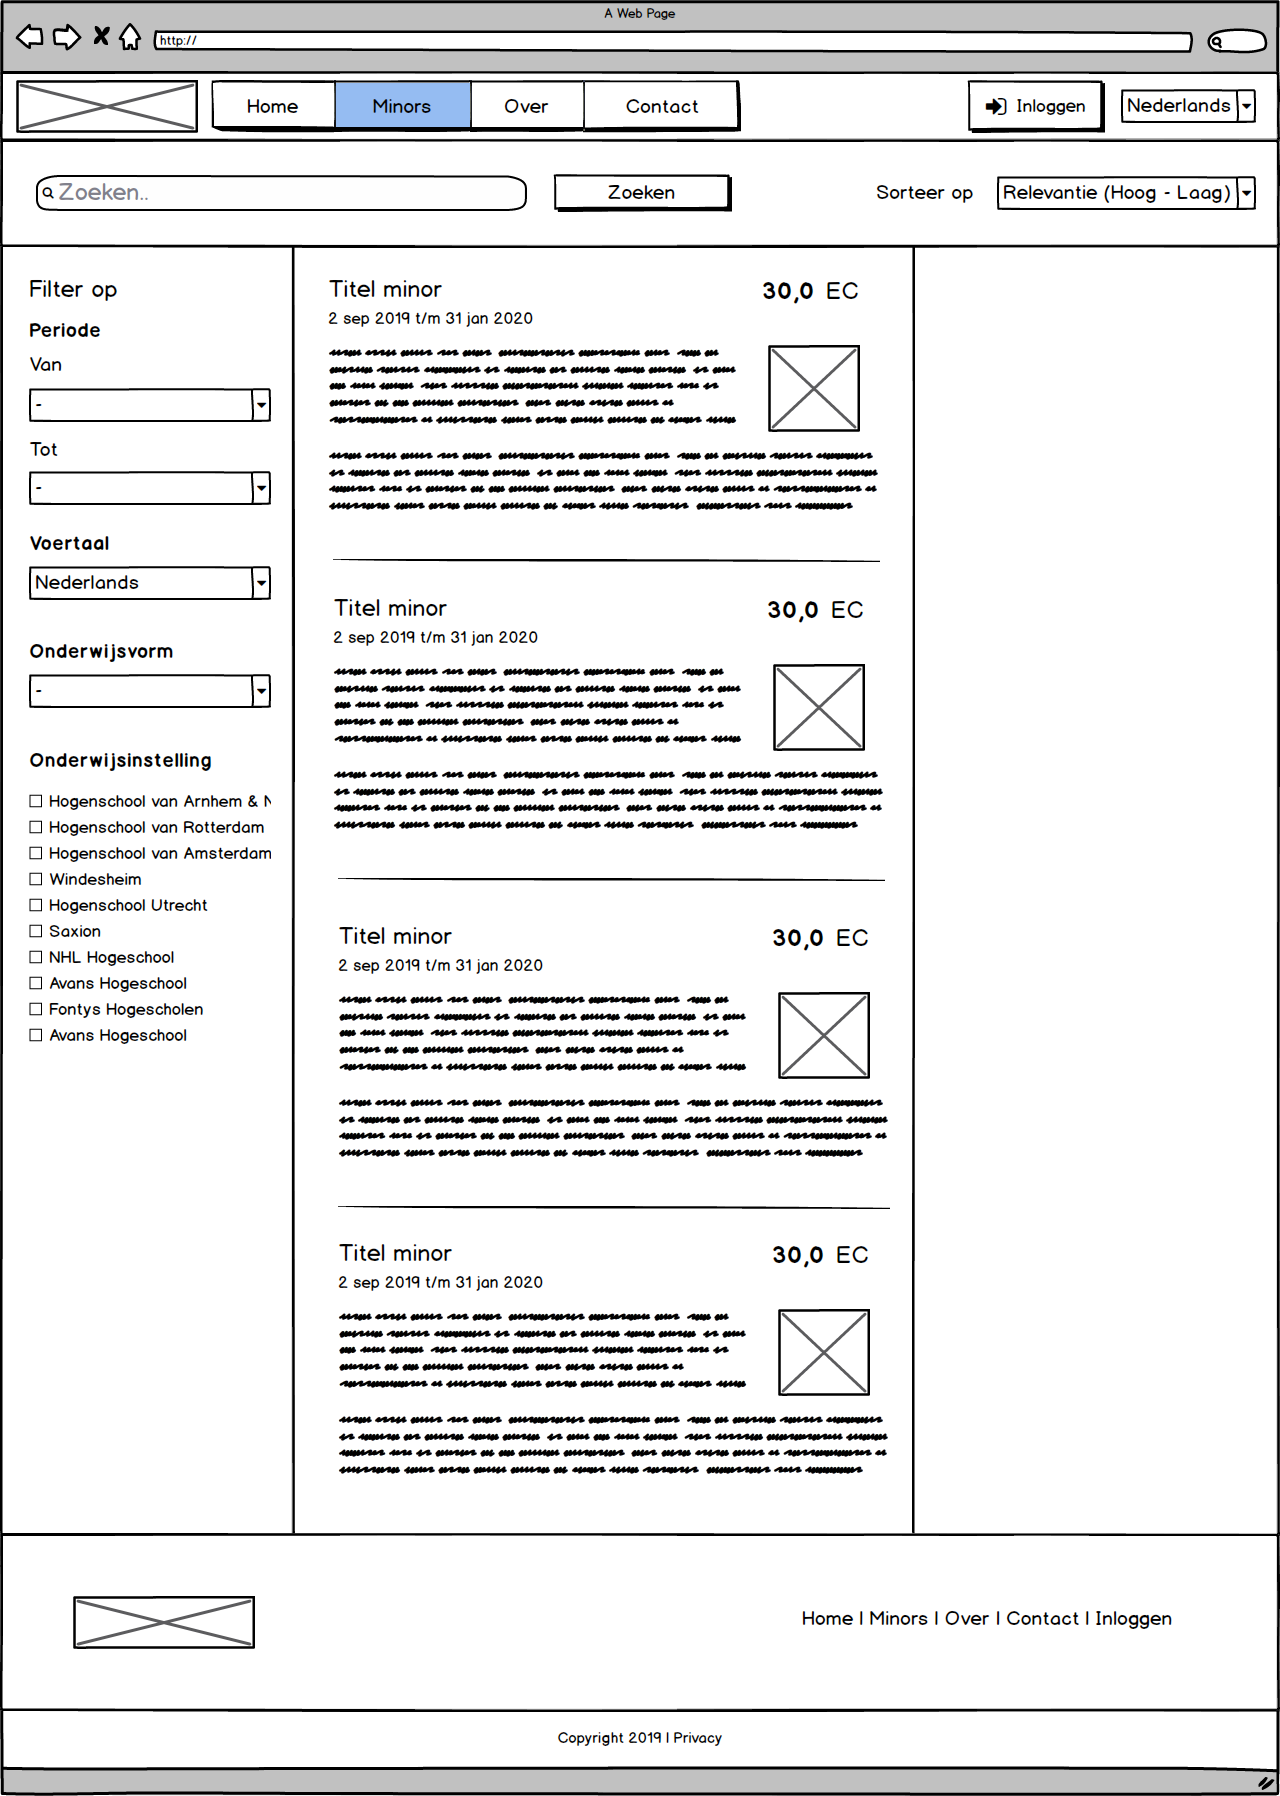 A Web Page
http://
Home Minors Over Contact Inloggen Nederlands
Zoeken.. Zoeken Sorteer op Relevantie (Hoog - Laag)
Filter op
Periode
Van
-
Tot
-
Voertaal
Nederlands
Onderwijsvorm
-
Onderwijsinstelling
Hogenschool van Arnhem & N
Hogenschool van Rotterdam
Hogenschool van Amsterdam
Windesheim
Hogenschool Utrecht
Saxion
NHL Hogeschool
Avans Hogeschool
Fontys Hogescholen
Avans Hogeschool
Titel minor 30,0 EC
2 sep 2019 t/m 31 jan 2020
Titel minor 30,0 EC
2 sep 2019 t/m 31 jan 2020
Titel minor 30,0 EC
2 sep 2019 t/m 31 jan 2020
Titel minor 30,0 EC
2 sep 2019 t/m 31 jan 2020
Home | Minors | Over | Contact | Inloggen
Copyright 2019 | Privacy